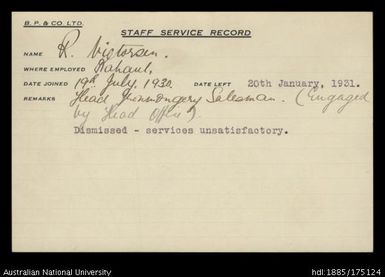 B. P. & CO. LTD.
STAFF SERVICE RECORD
NAME R. Victorsen.
WHERE EMPLOYED Rabaul,
DATE JOINED 19th July. 1930. DATE LEFT 20th January, 1931.
REMARKS Head Ironmongery Salesman. (Engaged
by Head Office).
Dismissed - services unsatisfactory.
Australian National University
hdl:1885/175124